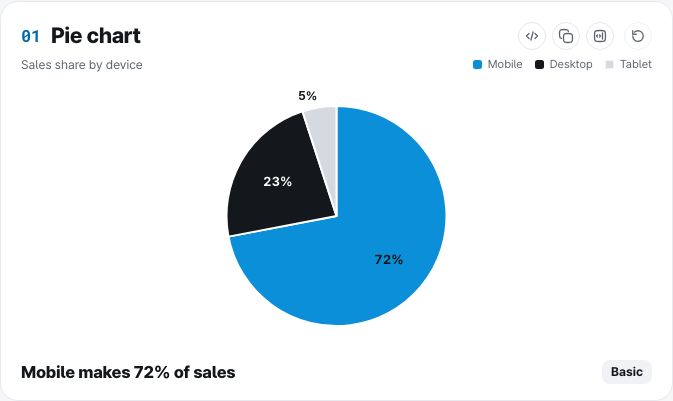 01 Pie chart
Sales share by device
Mobile Desktop Tablet
5%
23%
72%
Mobile makes 72% of sales
Basic